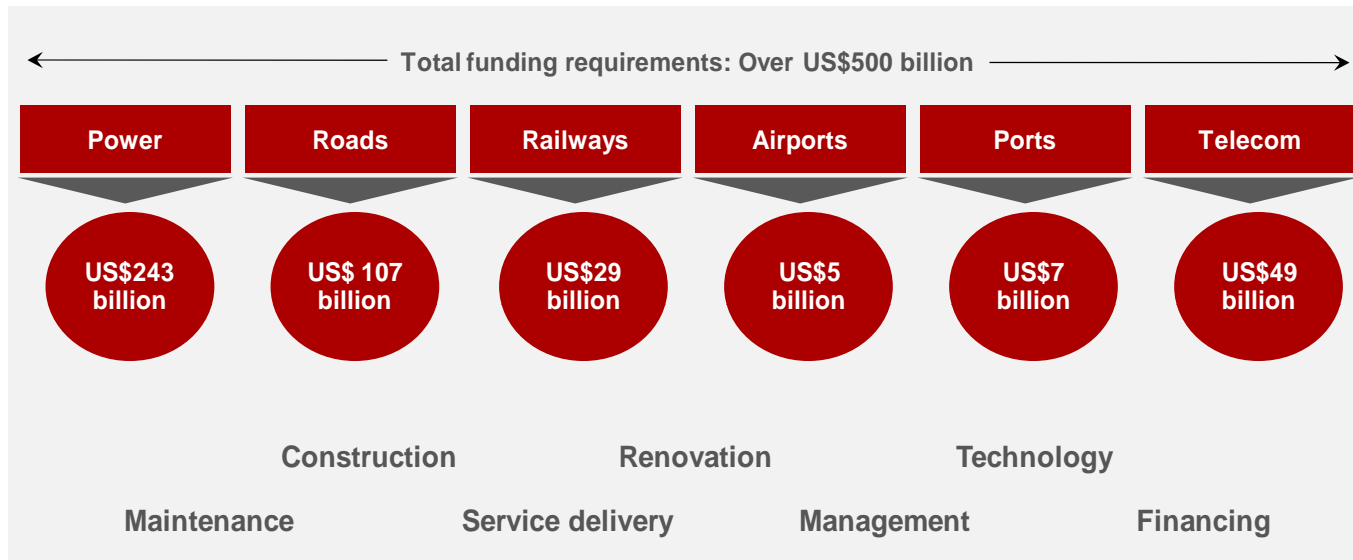 Total funding requirements: Over US$500 billion
Power
Roads
Railways
Airports
Ports
Telecom
US$243
billion
US$ 107
billion
US$29
billion
US$5
billion
US$7
billion
US$49
billion
Construction
Renovation
Technology
Maintenance
Service delivery
Management
Financing